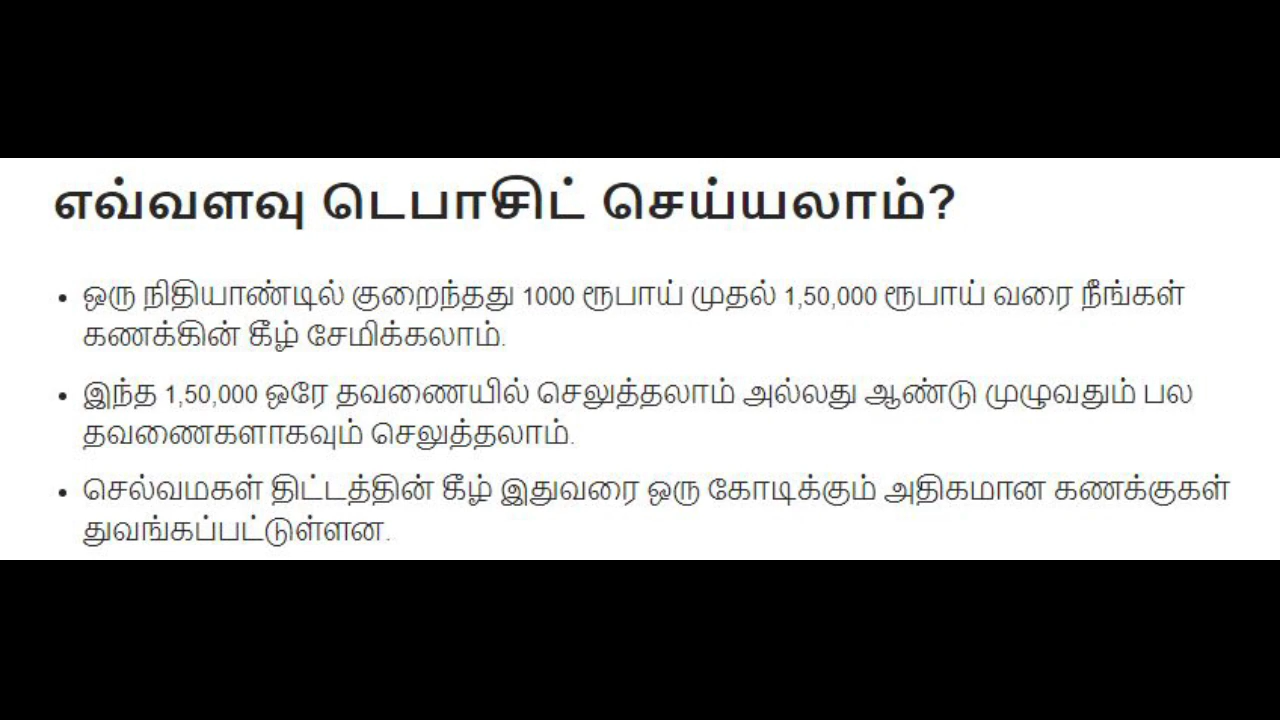 எவ்வளவு டெபாசிட் செய்யலாம்?
• ஒரு நிதியாண்டில் குறைந்தது 1000 ரூபாய் முதல் 1,50,000 ரூபாய் வரை நீங்கள்
கணக்கின் கீழ் சேமிக்கலாம்.
• இந்த 1,50,000 ஒரே தவணையில் செலுத்தலாம் அல்லது ஆண்டு முழுவதும் பல
தவணைகளாகவும் செலுத்தலாம்.
• செல்வமகள் திட்டத்தின் கீழ் இதுவரை ஒரு கோடிக்கும் அதிகமான கணக்குகள்
துவங்கப்பட்டுள்ளன.